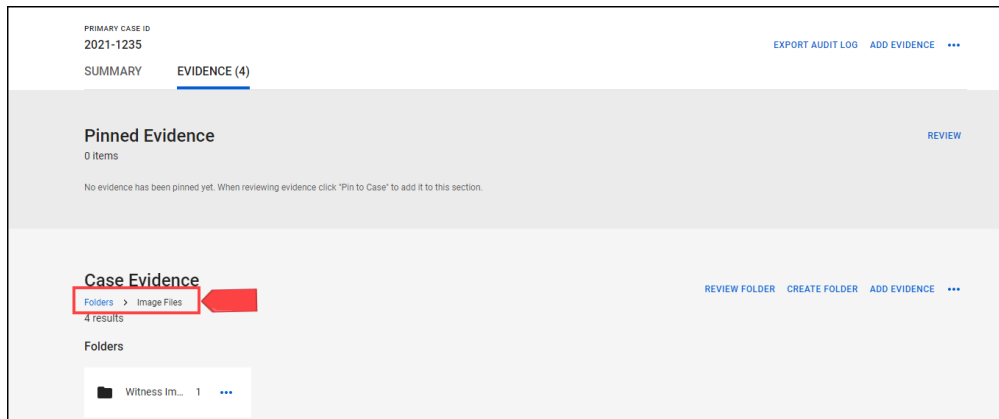 PRIMARY CASE ID
2021-1235
EXPORT AUDIT LOG ADD EVIDENCE •••
SUMMARY EVIDENCE (4)
Pinned Evidence
REVIEW
0 items
No evidence has been pinned yet. When reviewing evidence click "Pin to Case" to add it to this section.
Case Evidence
REVIEW FOLDER CREATE FOLDER ADD EVIDENCE •••
Folders > Image Files
4 results
Folders
Witness Im... 1 •••